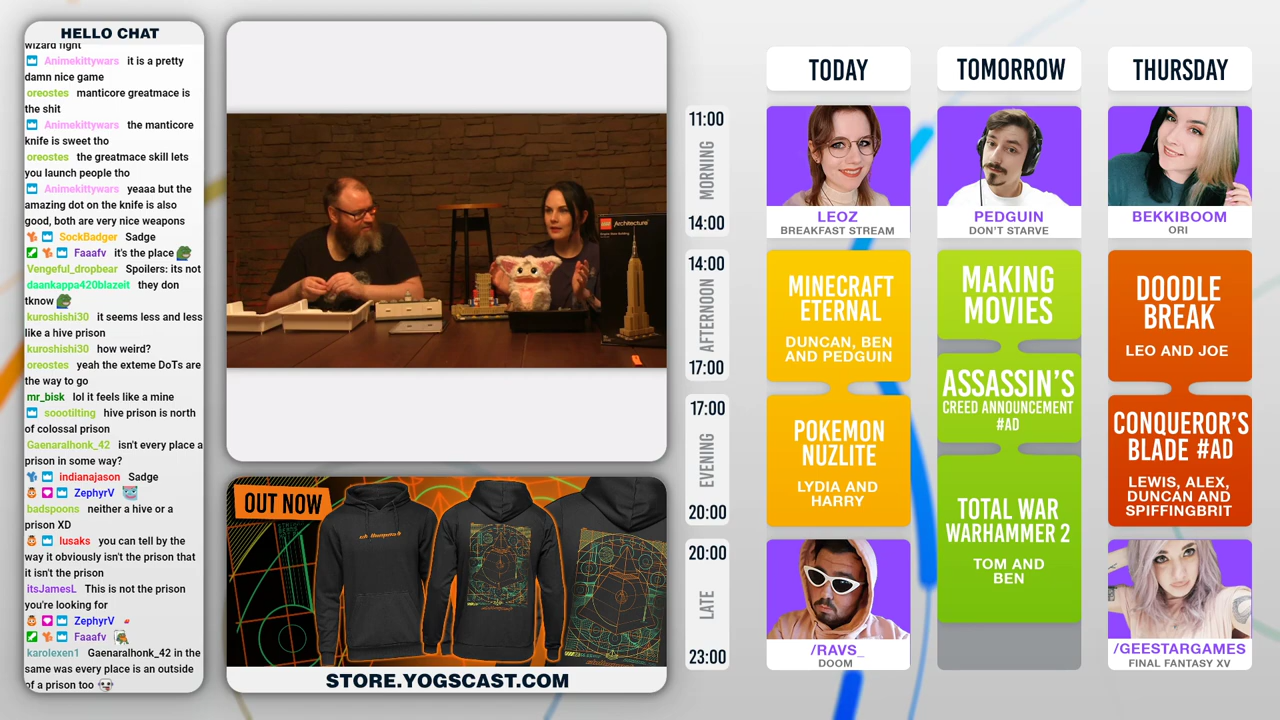 HELLO CHAT
wizard fight
Animekittywars it is a pretty
damn nice game
oreostes manticore greatmace is
the shit
Animekittywars the manticore
knife is sweet tho
oreostes the greatmace skill lets
you launch people tho
Animekittywars yeaaa but the
amazing dot on the knife is also
good, both are very nice weapons
SockBadger Sadge
Faaafv it's the place
Vengeful_dropbear Spoilers: its not
daankappa420blazeit they don
tknow
kuroshishi30 it seems less and less
like a hive prison
kuroshishi30 how weird?
oreostes yeah the exteme DoTs are
the way to go
mr_bisk lol it feels like a mine
soootilting hive prison is north
of colossal prison
Gaenaralhonk_42 isn't every place a
prison in some way?
indianajason Sadge
ZephyrV
badspoons neither a hive or a
prison XD
lusaks you can tell by the
way it obviously isn't the prison that
it isn't the prison
itsJamesL This is not the prison
you're looking for
ZephyrV
Faaafv
karolexen1 Gaenaralhonk_42 in the
same was every place is an outside
of a prison too
LEGO Architecture
OUT NOW
STORE.YOGSCAST.COM
11:00
MORNING
14:00
14:00
AFTERNOON
17:00
17:00
EVENING
20:00
20:00
LATE
23:00
TODAY
LEOZ
BREAKFAST STREAM
MINECRAFT
ETERNAL
DUNCAN, BEN
AND PEDGUIN
POKEMON
NUZLITE
LYDIA AND
HARRY
/RAVS_
DOOM
TOMORROW
PEDGUIN
DON'T STARVE
MAKING
MOVIES
ASSASSIN'S
CREED ANNOUNCEMENT
#AD
TOTAL WAR
WARHAMMER 2
TOM AND
BEN
THURSDAY
BEKKIBOOM
ORI
DOODLE
BREAK
LEO AND JOE
CONQUEROR'S
BLADE #AD
LEWIS, ALEX,
DUNCAN AND
SPIFFINGBRIT
/GEESTARGAMES
FINAL FANTASY XV